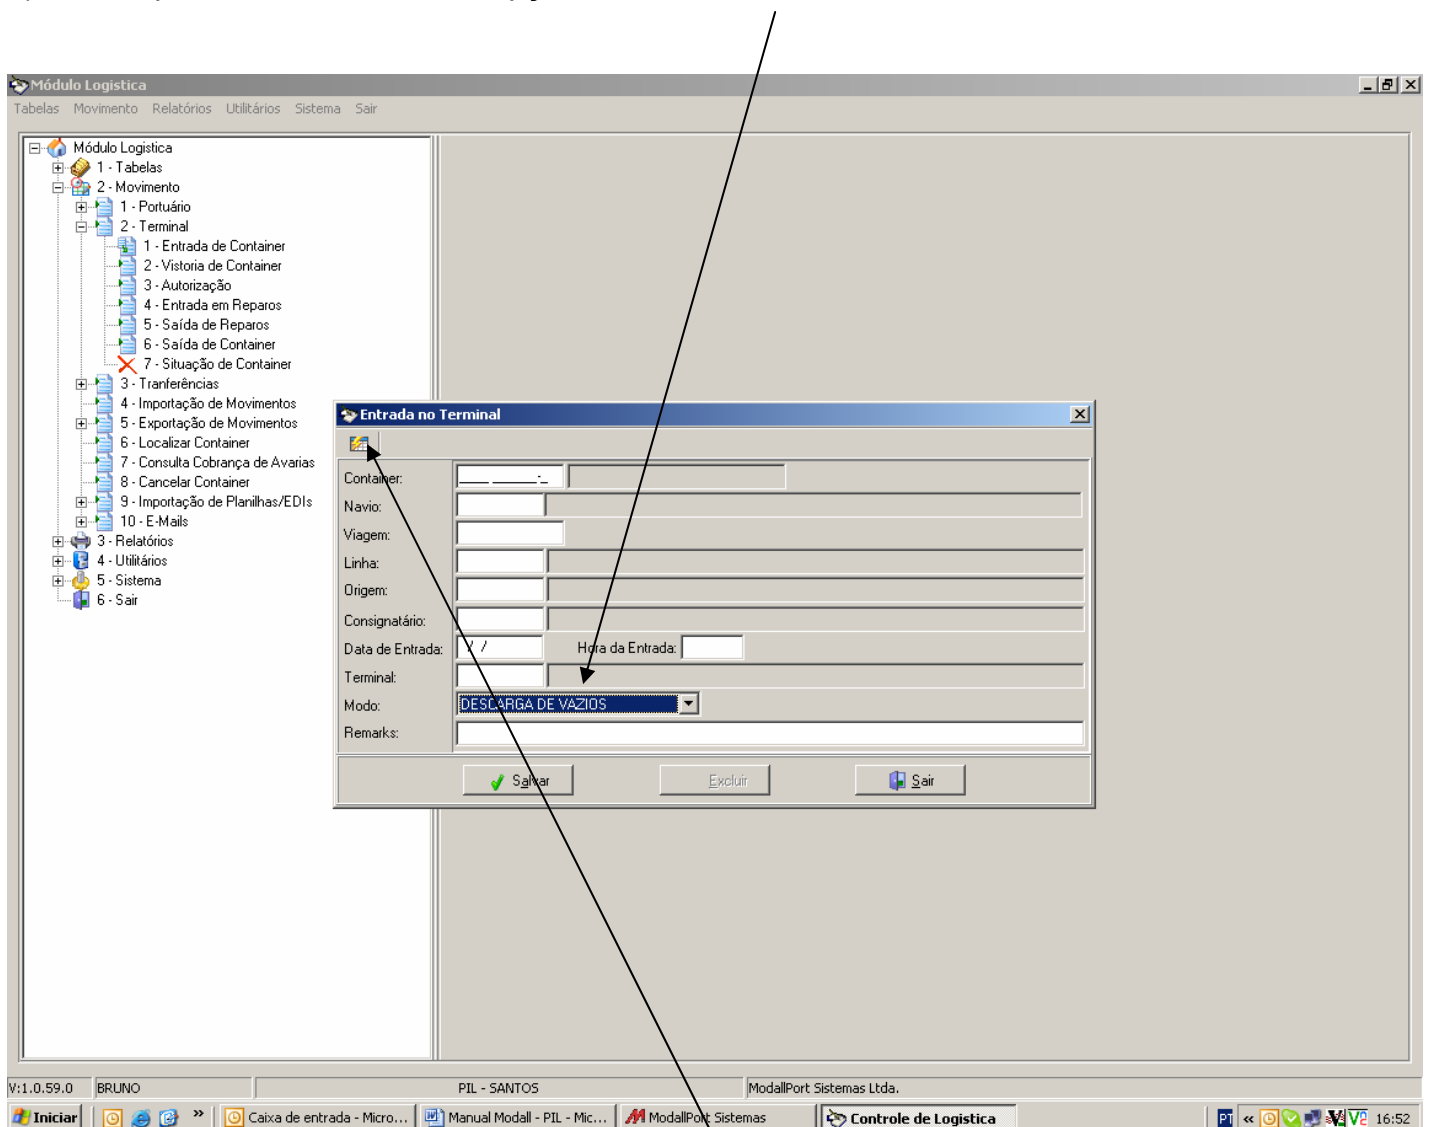 Módulo Logistica
Tabelas Movimento Relatórios Utilitários Sistema Sair
Módulo Logistica
1 - Tabelas
2 - Movimento
1 - Portuário
2 - Terminal
1 - Entrada de Container
2 - Vistoria de Container
3 - Autorização
4 - Entrada em Reparos
5 - Saída de Reparos
6 - Saída de Container
7 - Situação de Container
3 - Tranferências
4 - Importação de Movimentos
5 - Exportação de Movimentos
6 - Localizar Container
7 - Consulta Cobrança de Avarias
8 - Cancelar Container
9 - Importação de Planilhas/EDIs
10 - E-Mails
3 - Relatórios
4 - Utilitários
5 - Sistema
6 - Sair
Entrada no Terminal
Container: ____ ______-_
Navio:
Viagem:
Linha:
Origem:
Consignatário:
Data de Entrada: / / Hora da Entrada:
Terminal:
Modo: DESCARGA DE VAZIOS
Remarks:
Salvar Excluir Sair
V:1.0.59.0 BRUNO PIL - SANTOS ModallPort Sistemas Ltda.
Iniciar » Caixa de entrada - Micro... Manual Modall - PIL - Mic... ModallPort Sistemas Controle de Logistica PT « 16:52